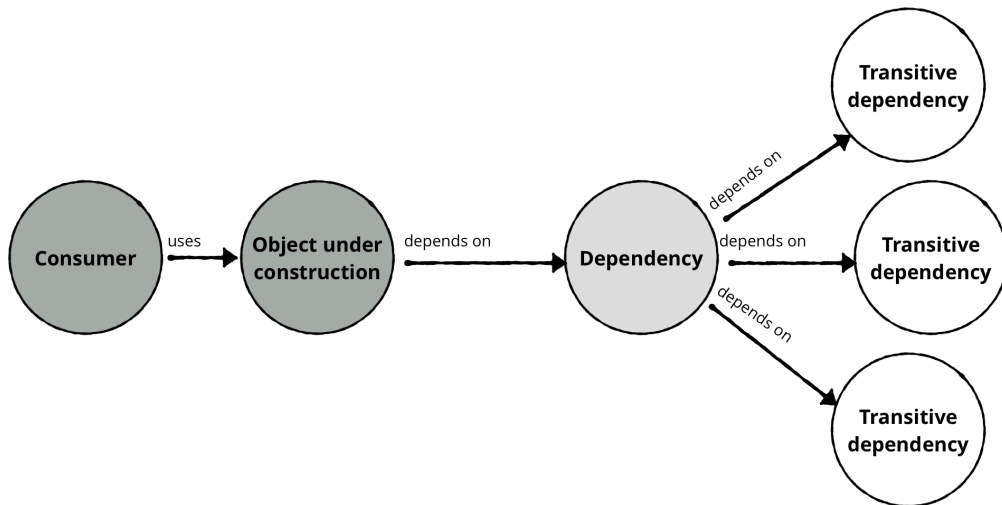 Consumer
uses
Object under
construction
depends on
Dependency
depends on
Transitive
dependency
depends on
Transitive
dependency
depends on
Transitive
dependency